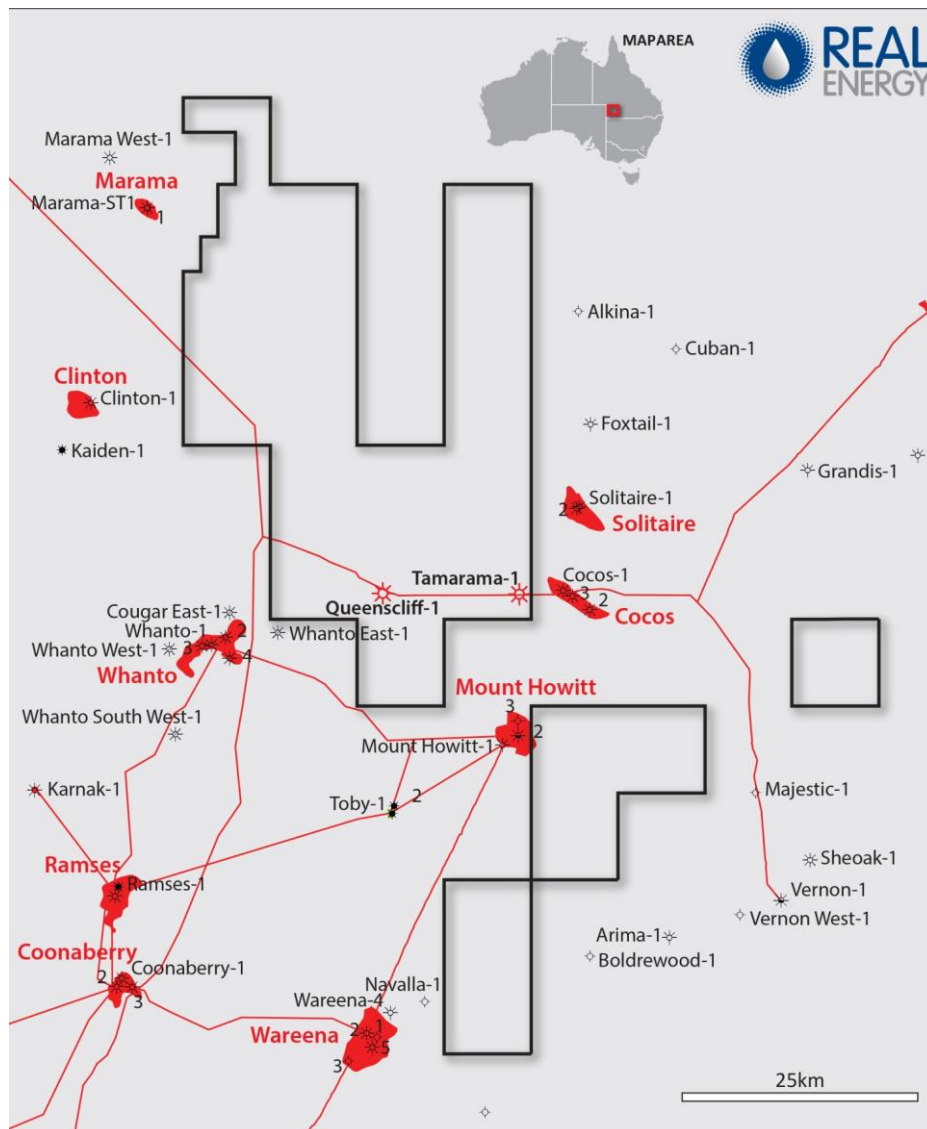 MAPAREA
REAL
ENERGY
Marama West-1
Marama
Marama-ST1
1
Alkina-1
Cuban-1
Clinton
Clinton-1
Foxtail-1
Kaiden-1
Grandis-1
Solitaire-1
2
Solitaire
Tamarama-1
Cocos-1
3
2
Queenscliff-1
Cocos
Cougar East-1
Whanto-1
2
Whanto East-1
Whanto West-1
3
4
Whanto
Mount Howitt
3
Whanto South West-1
2
Mount Howitt-1
Karnak-1
2
Toby-1
Majestic-1
Ramses
Ramses-1
Sheoak-1
Vernon-1
Vernon West-1
Arima-1
Coonaberry
Boldrewood-1
Coonaberry-1
2
3
Navalla-1
Wareena-4
1
2
Wareena
5
3
25km